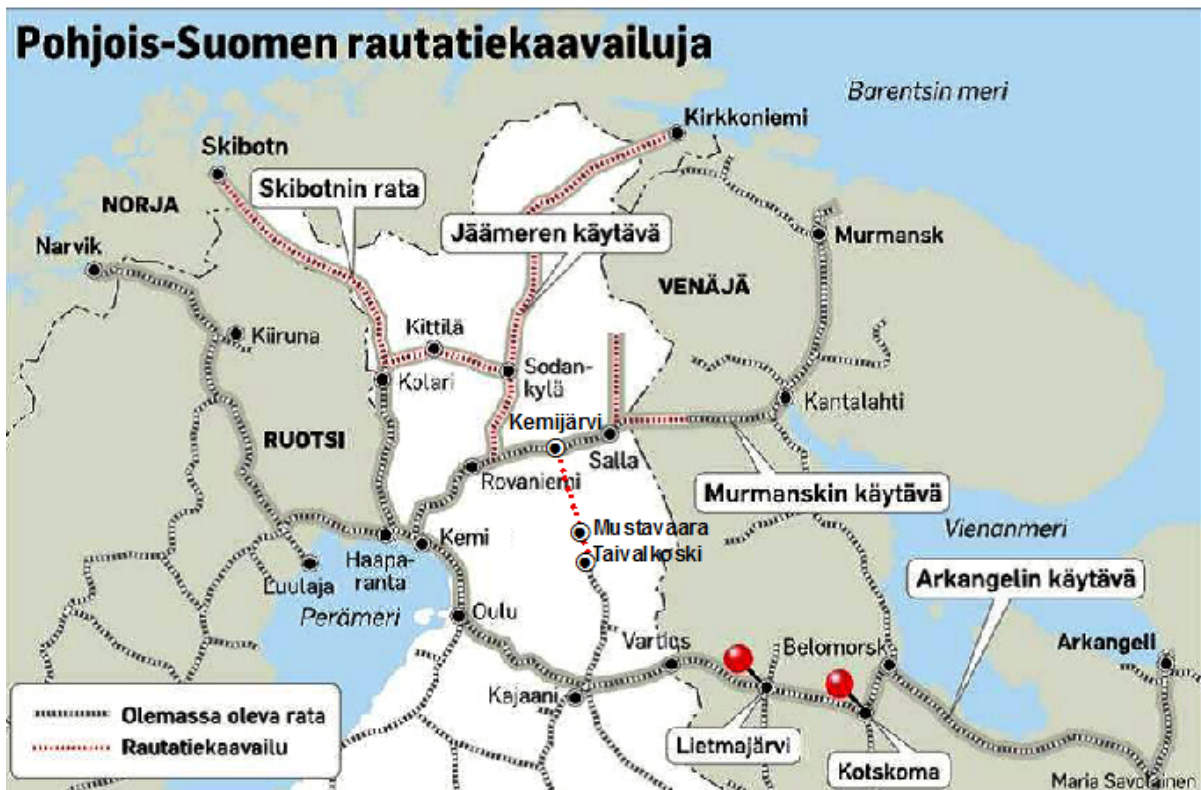 Pohjois-Suomen rautatiekaavailuja
Barentsin meri
Kirkkoniemi
Skibotn
Skibotnin rata
NORJA
Jäämeren käytävä
Murmansk
Narvik
VENÄJÄ
Kiiruna
Kittilä
Sodan-
kylä
Kolari
Kantalahti
Kemijärvi
RUOTSI
Salla
Rovaniemi
Murmanskin käytävä
Mustavaara
Vienanmeri
Kemi
Taivalkoski
Haapa-
ranta
Luulaja
Arkangelin käytävä
Perämeri
Oulu
Vartius
Belomorsk
Arkangeli
Kajaani
Olemassa oleva rata
Lietmajärvi
Rautatiekaavailu
Kotskoma
Maria Savolainen